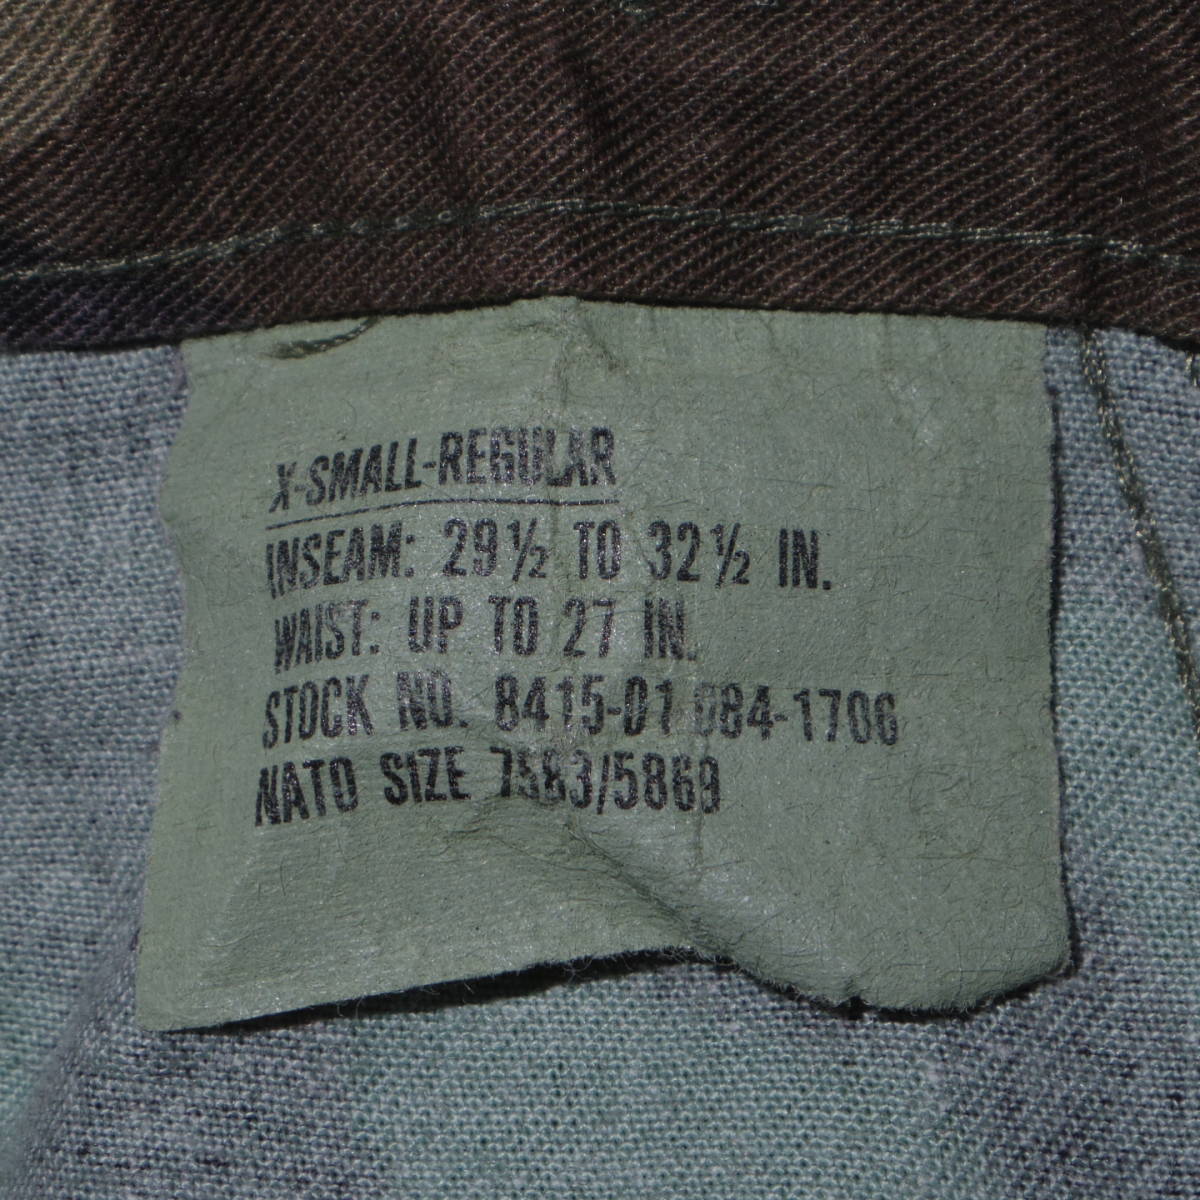 X-SMALL-REGULAR
INSEAM: 29½ TO 32½ IN.
WAIST: UP TO 27 IN.
STOCK NO. 8415-01 084-1706
NATO SIZE 7583/5869